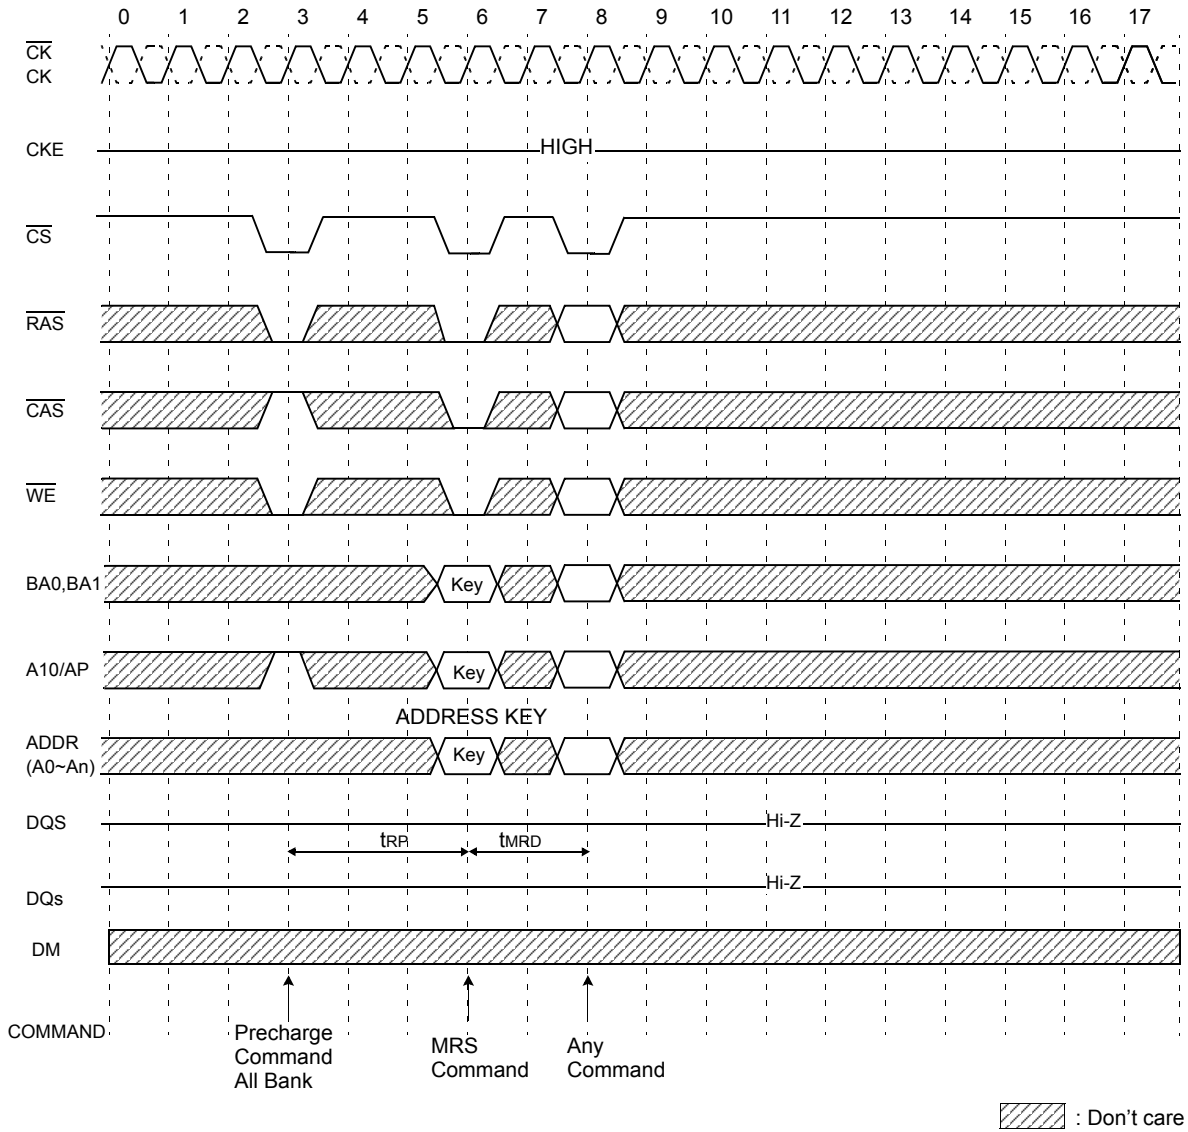 0 1 2 3 4 5 6 7 8 9 10 11 12 13 14 15 16 17
CK
CK
CKE
HIGH
CS
RAS
CAS
WE
BA0,BA1
Key
A10/AP
Key
ADDRESS KEY
ADDR
(A0~An)
Key
DQS
Hi-Z
tRP
tMRD
DQs
Hi-Z
DM
COMMAND
Precharge
Command
All Bank
MRS
Command
Any
Command
: Don't care